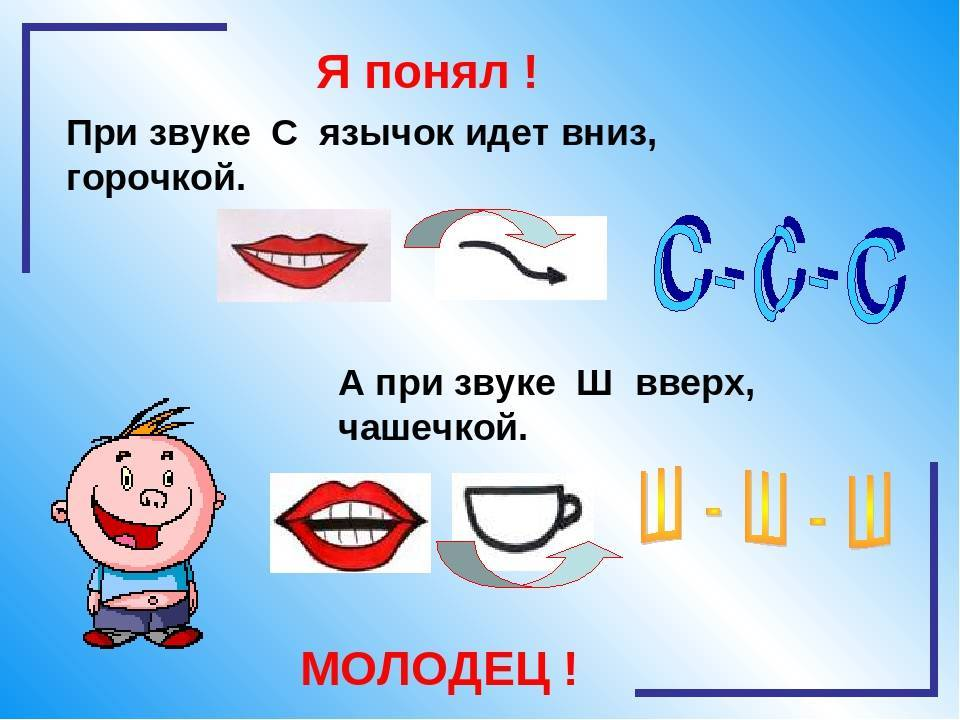 Я понял !
При звуке С язычок идет вниз,
горочкой.
С-С-С
А при звуке Ш вверх,
чашечкой.
Ш - Ш - Ш
МОЛОДЕЦ !